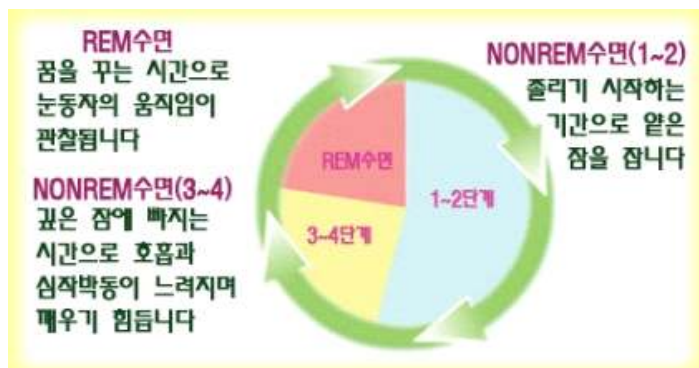 REM수면
꿈을 꾸는 시간으로
눈동자의 움직임이
관찰됩니다
NONREM수면(1~2)
졸리기 시작하는
기간으로 얕은
잠을 잡니다
NONREM수면(3~4)
깊은 잠에 빠지는
시간으로 호흡과
심작박동이 느려지며
깨우기 힘듭니다
REM수면
1~2단계
3~4단계